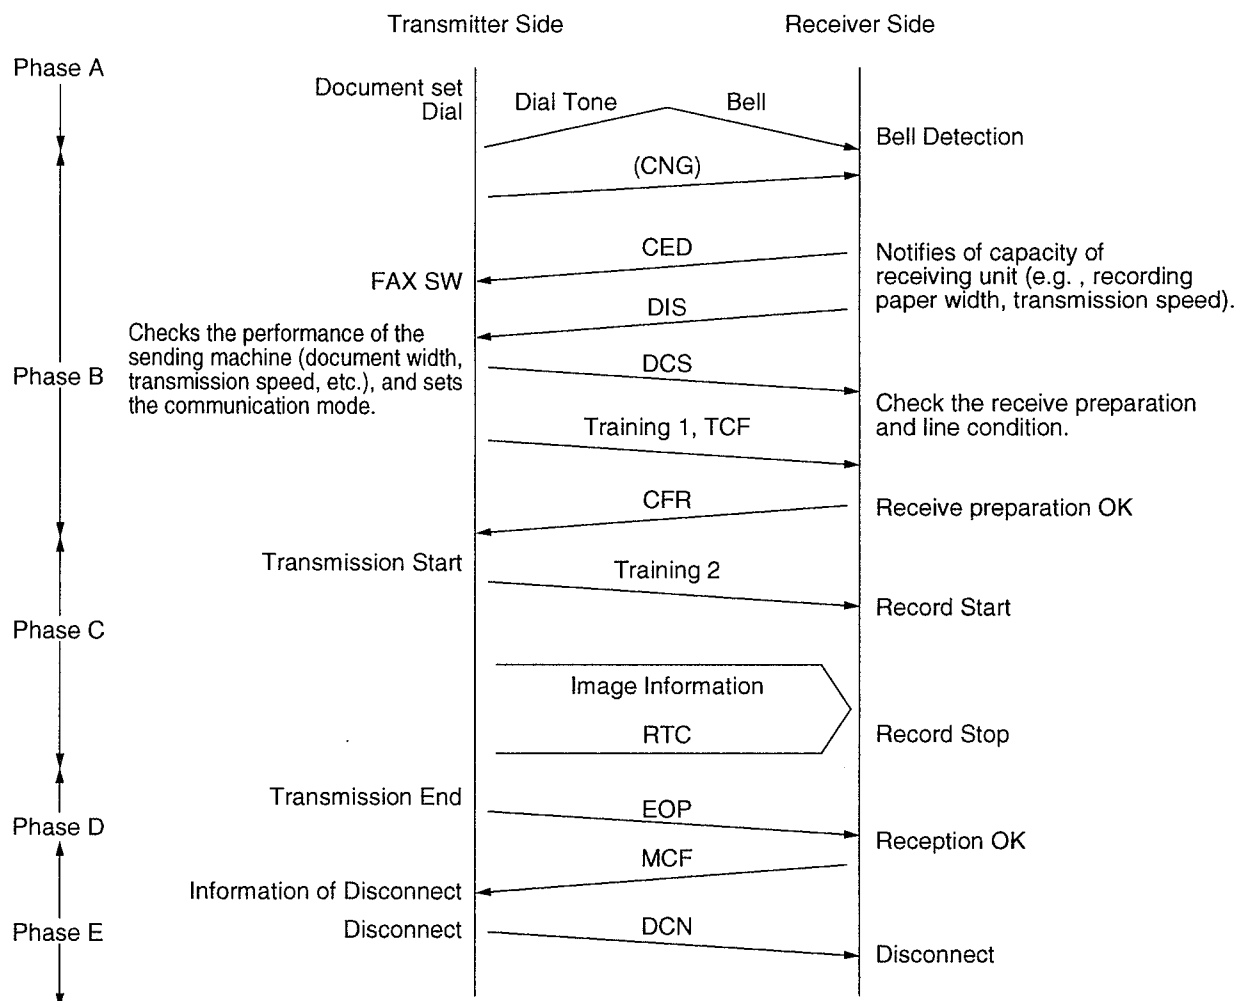 Transmitter Side
Receiver Side
Phase A
Document set
Dial
Dial Tone
Bell
Bell Detection
(CNG)
CED
Notifies of capacity of
receiving unit (e.g. , recording
paper width, transmission speed).
FAX SW
DIS
Checks the performance of the
sending machine (document width,
transmission speed, etc.), and sets
the communication mode.
Phase B
DCS
Check the receive preparation
and line condition.
Training 1, TCF
CFR
Receive preparation OK
Transmission Start
Training 2
Record Start
Phase C
Image Information
RTC
Record Stop
Transmission End
EOP
Phase D
Reception OK
MCF
Information of Disconnect
Disconnect
DCN
Phase E
Disconnect